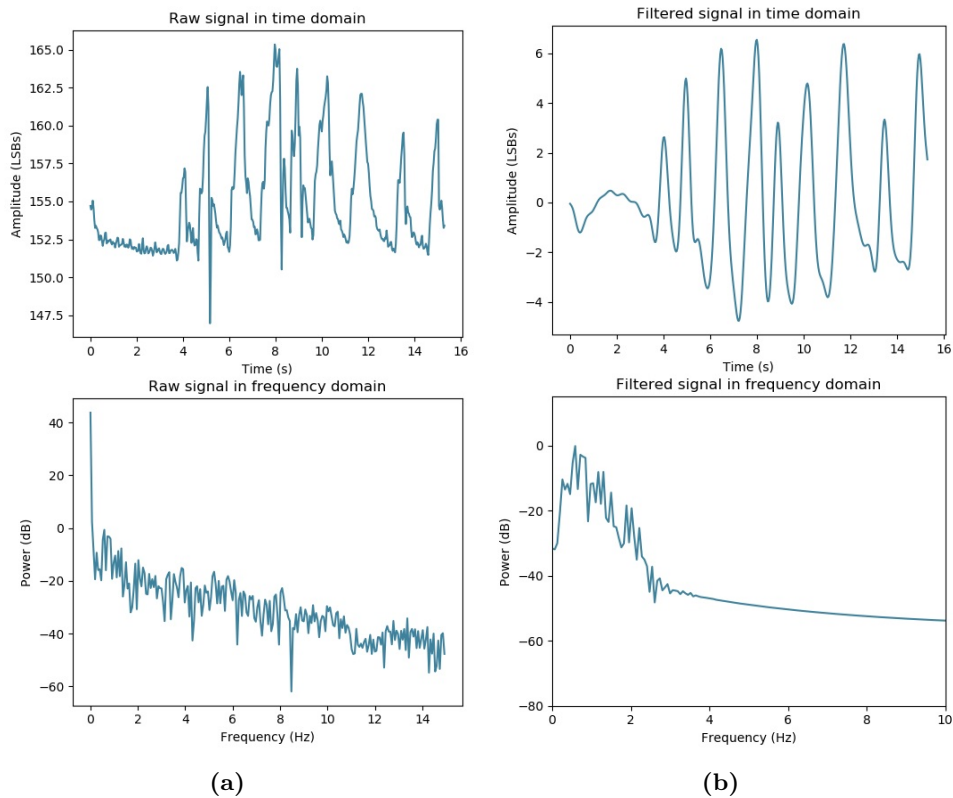 Raw signal in time domain
165.0
162.5
160.0
157.5
155.0
152.5
150.0
147.5
Amplitude (LSBs)
0 2 4 6 8 10 12 14 16
Time (s)
Filtered signal in time domain
6
4
2
0
−2
−4
Amplitude (LSBs)
0 2 4 6 8 10 12 14 16
Time (s)
Raw signal in frequency domain
40
20
0
−20
−40
−60
Power (dB)
0 2 4 6 8 10 12 14
Frequency (Hz)
Filtered signal in frequency domain
0
−20
−40
−60
−80
Power (dB)
0 2 4 6 8 10
Frequency (Hz)
(a)
(b)